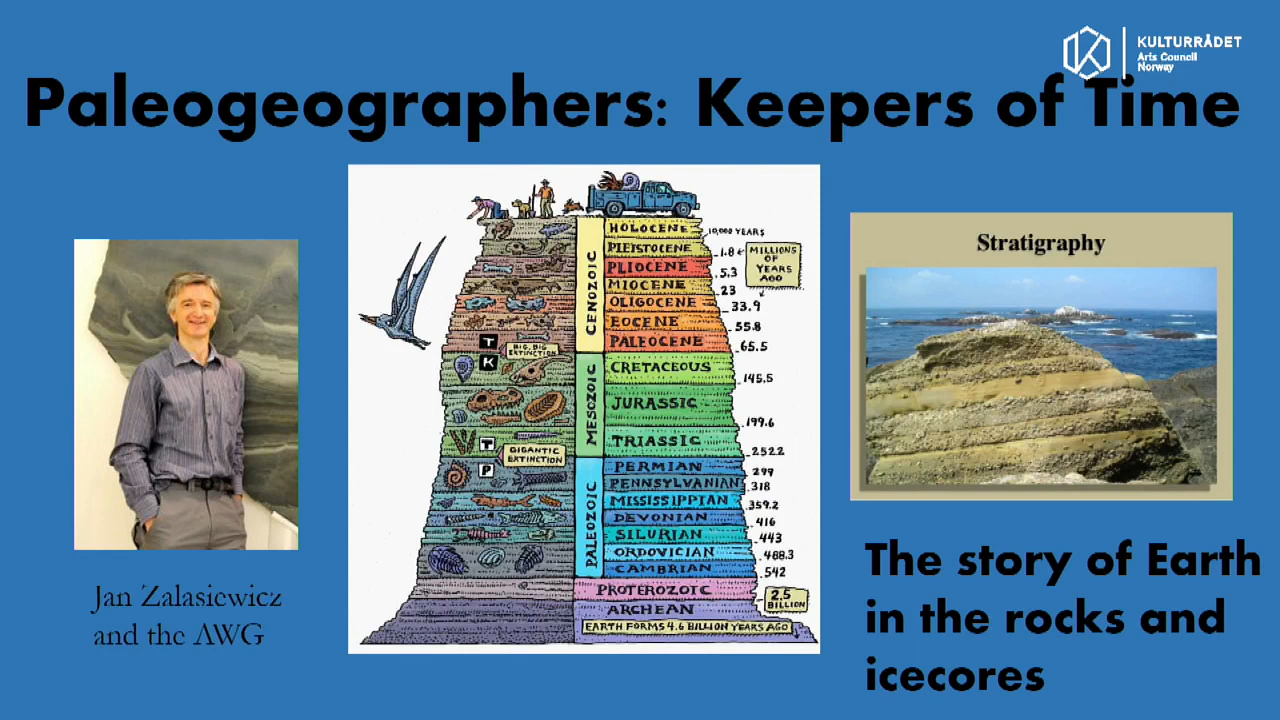 KULTURRÅDET
Arts Council
Norway
Paleogeographers: Keepers of Time
HOLOCENE
10,000 YEARS
PLEISTOCENE
1.8
MILLIONS
OF
YEARS
AGO
PLIOCENE
5.3
MIOCENE
23
OLIGOCENE
33.9
EOCENE
55.8
PALEOCENE
65.5
CENOZOIC
T
BIG, BIG
EXTINCTION
K
CRETACEOUS
145.5
JURASSIC
199.6
TRIASSIC
252.2
MESOZOIC
T
GIGANTIC
EXTINCTION
P
PERMIAN
299
PENNSYLVANIAN
318
MISSISSIPPIAN
359.2
DEVONIAN
416
SILURIAN
443
ORDOVICIAN
488.3
CAMBRIAN
542
PALEOZOIC
PROTEROZOIC
2.5
BILLION
ARCHEAN
EARTH FORMS 4.6 BILLION YEARS AGO
Stratigraphy
Jan Zalasiewicz
and the AWG
The story of Earth
in the rocks and
icecores